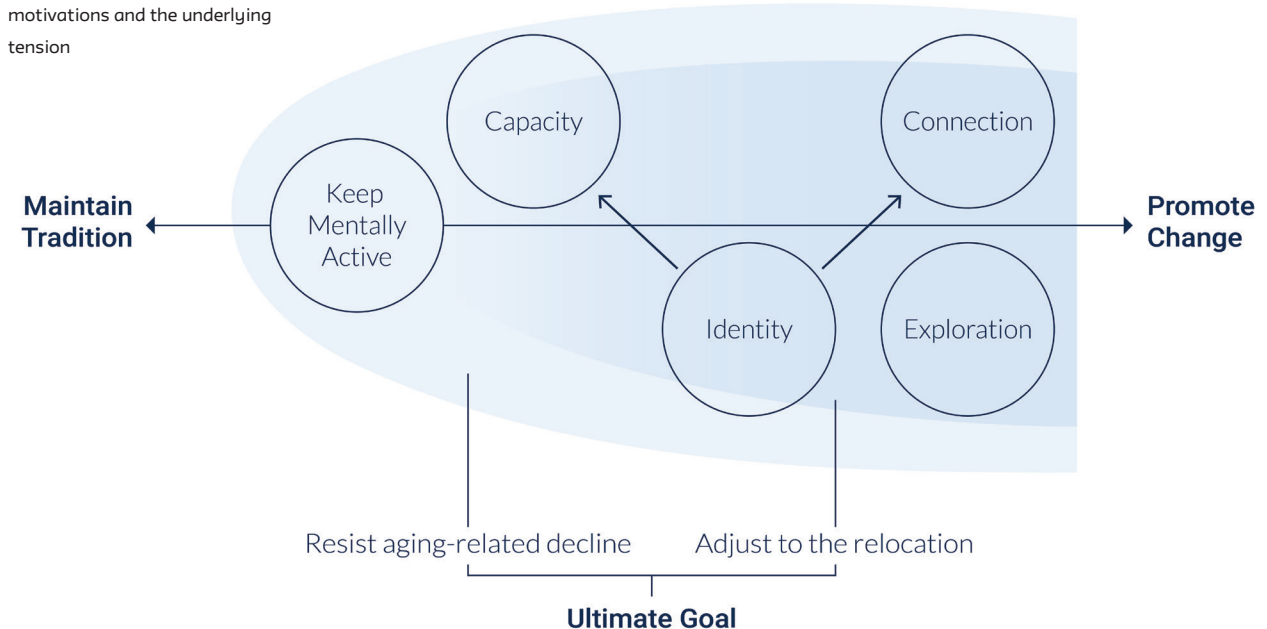 motivations and the underlying
tension
Capacity
Connection
Keep
Mentally
Active
Maintain
Tradition
Promote
Change
Identity
Exploration
Resist aging-related decline
Adjust to the relocation
Ultimate Goal